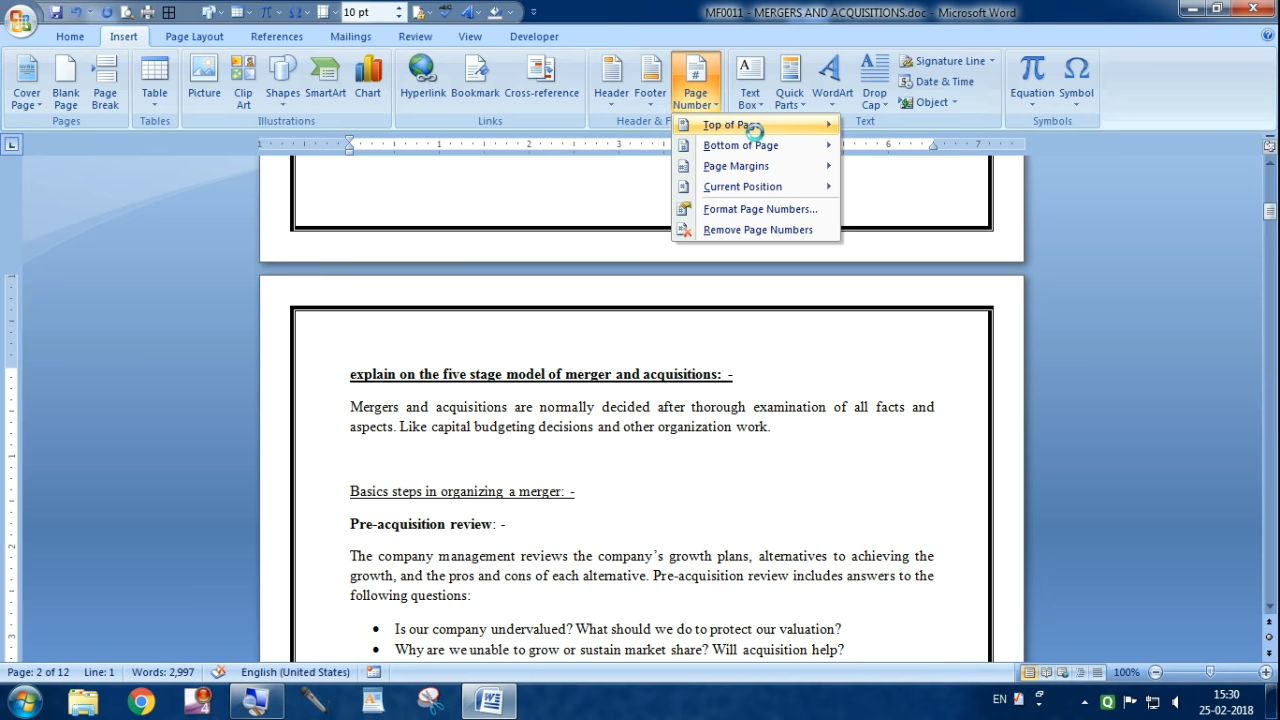 10 pt
MF0011 - MERGERS AND ACQUISITIONS.doc - Microsoft Word
Home Insert Page Layout References Mailings Review View Developer
Cover Page Blank Page Page Break Table Picture Clip Art Shapes SmartArt Chart Hyperlink Bookmark Cross-reference Header Footer Page Number Text Box Quick Parts WordArt Drop Cap Signature Line Date & Time Object Equation Symbol
Pages Tables Illustrations Links Header & F Text Symbols
Top of Page
Bottom of Page
Page Margins
Current Position
Format Page Numbers...
Remove Page Numbers
explain on the five stage model of merger and acquisitions: -
Mergers and acquisitions are normally decided after thorough examination of all facts and
aspects. Like capital budgeting decisions and other organization work.
Basics steps in organizing a merger: -
Pre-acquisition review: -
The company management reviews the company's growth plans, alternatives to achieving the
growth, and the pros and cons of each alternative. Pre-acquisition review includes answers to the
following questions:
• Is our company undervalued? What should we do to protect our valuation?
• Why are we unable to grow or sustain market share? Will acquisition help?
Page: 2 of 12 Line: 1 Words: 2,997 English (United States) 100%
EN 15:30
25-02-2018